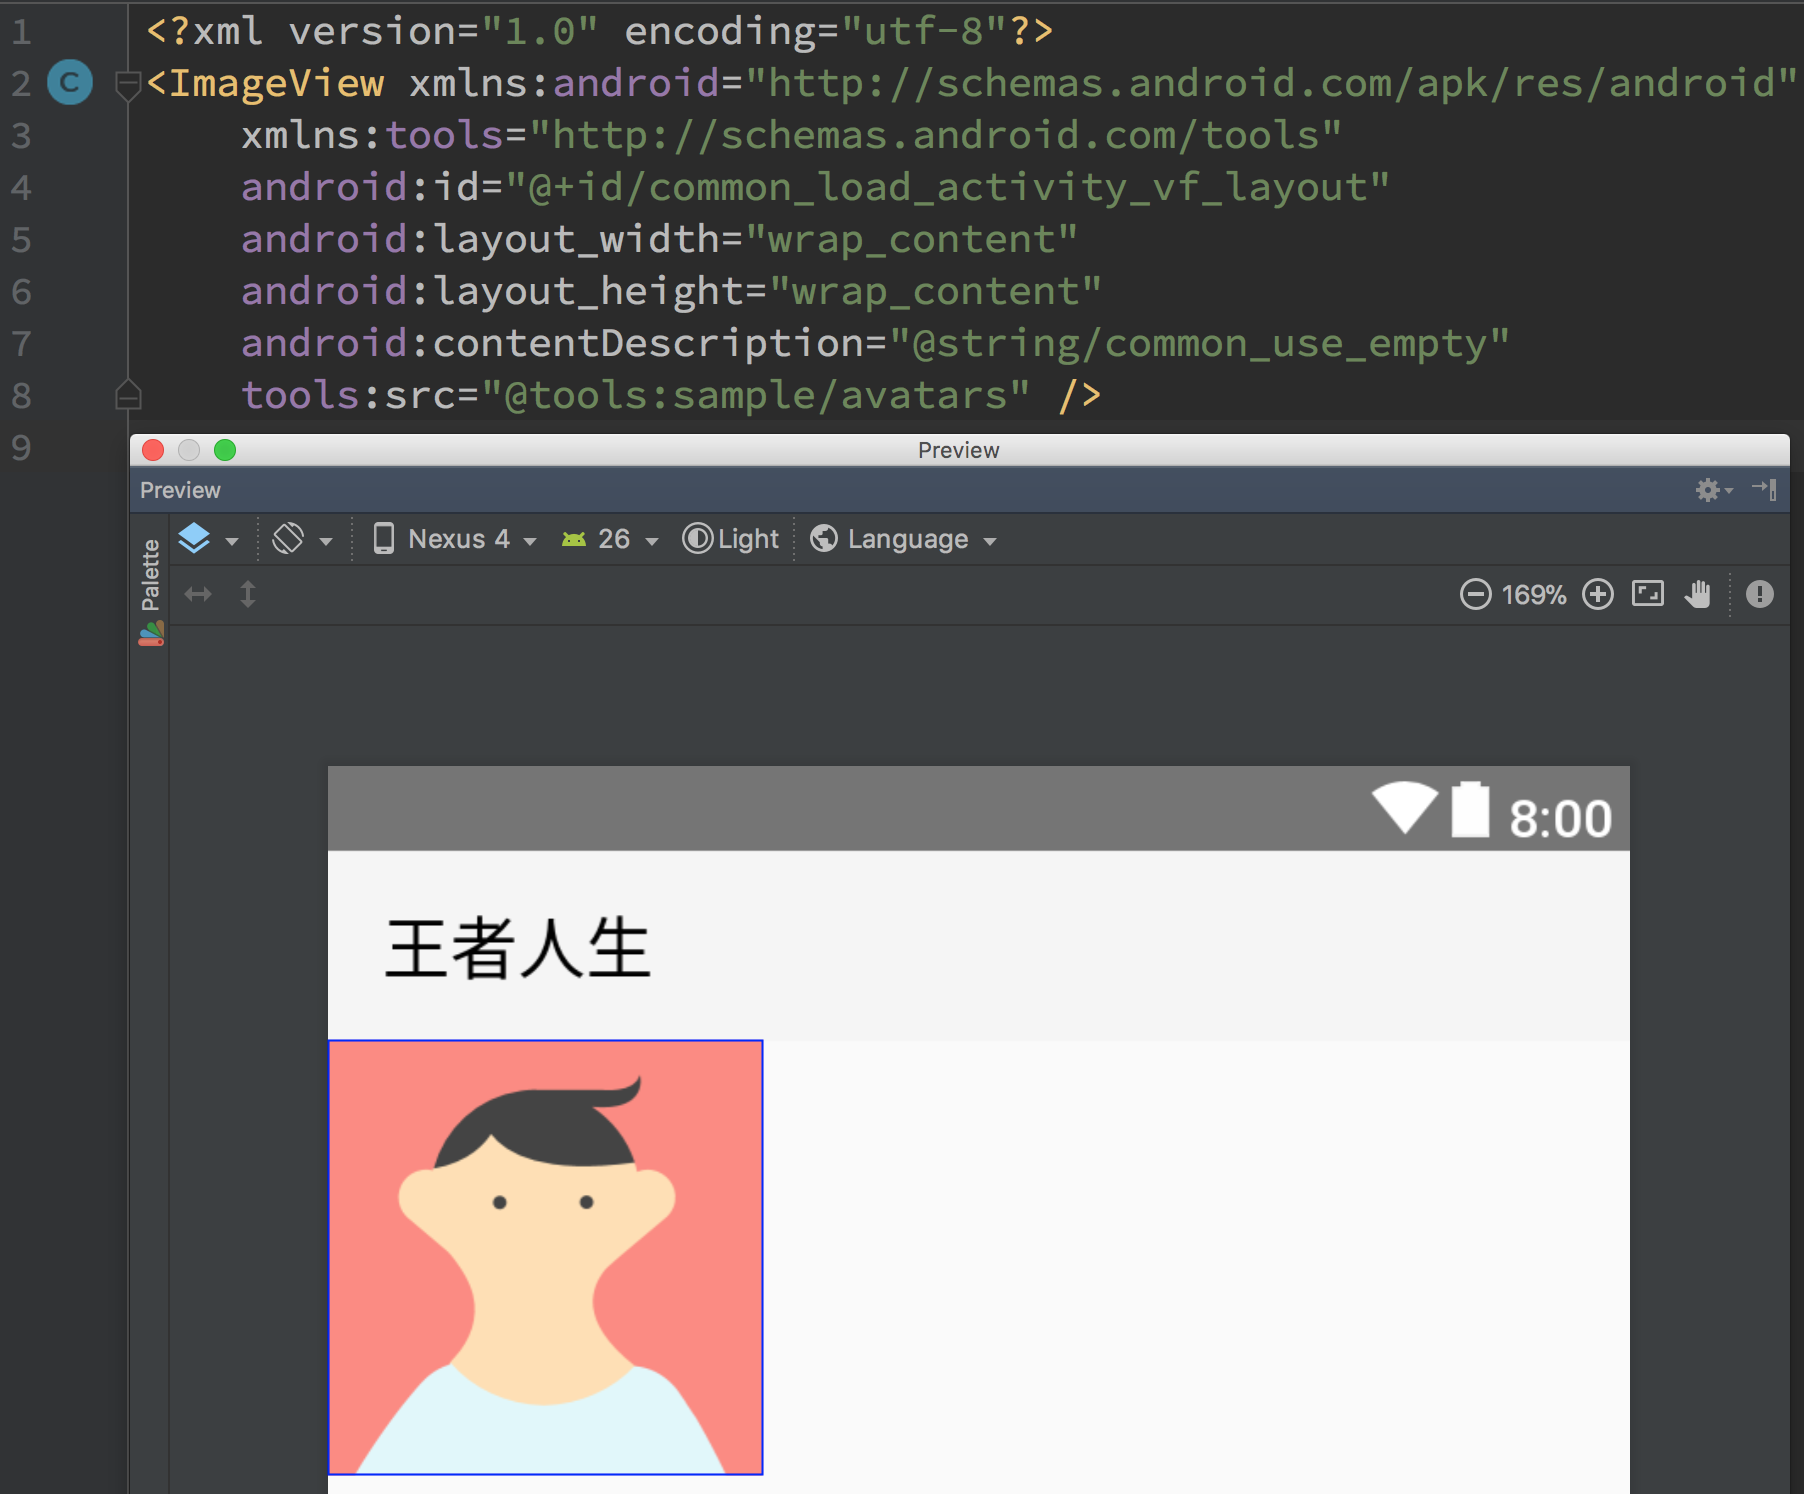 1 <?xml version="1.0" encoding="utf-8"?>
2 C <ImageView xmlns:android="http://schemas.android.com/apk/res/android"
3 xmlns:tools="http://schemas.android.com/tools"
4 android:id="@+id/common_load_activity_vf_layout"
5 android:layout_width="wrap_content"
6 android:layout_height="wrap_content"
7 android:contentDescription="@string/common_use_empty"
8 tools:src="@tools:sample/avatars" />
9
Preview
Preview
Palette
Nexus 4 26 Light Language
169%
8:00
王者人生